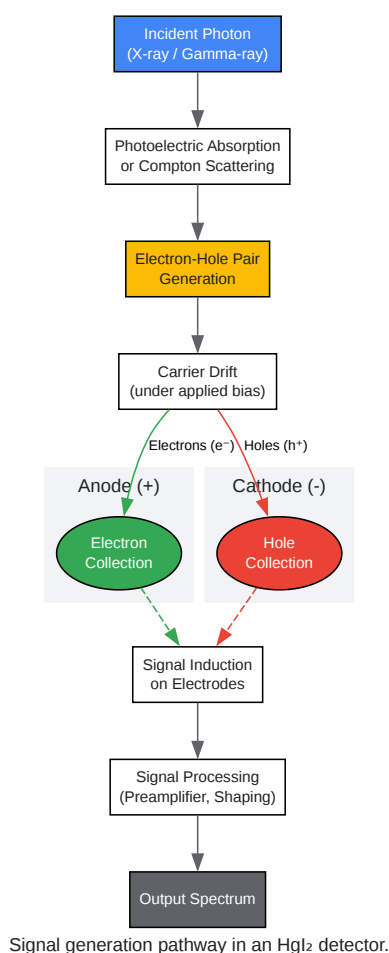 Incident Photon
(X-ray / Gamma-ray)
Photoelectric Absorption
or Compton Scattering
Electron-Hole Pair
Generation
Carrier Drift
(under applied bias)
Electrons (e⁻)
Holes (h⁺)
Anode (+)
Cathode (-)
Electron
Collection
Hole
Collection
Signal Induction
on Electrodes
Signal Processing
(Preamplifier, Shaping)
Output Spectrum
Signal generation pathway in an HgI₂ detector.